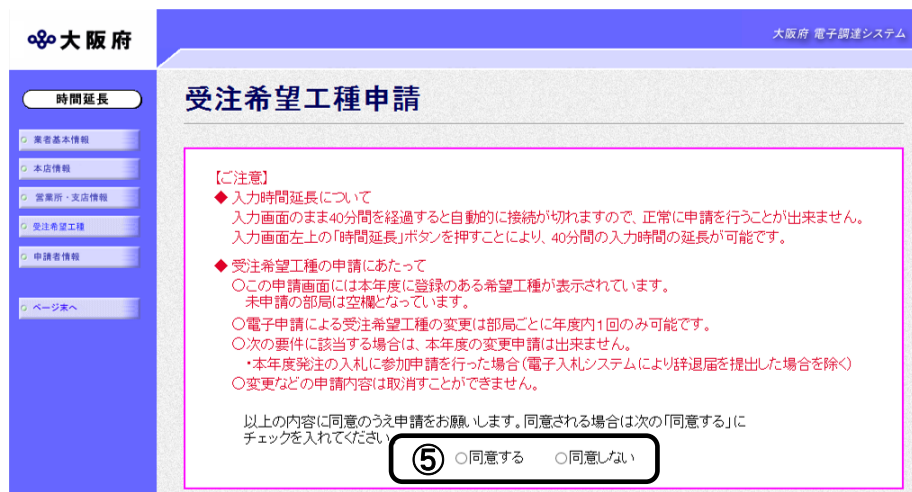 大阪府
大阪府 電子調達システム
時間延長
業者基本情報
本店情報
営業所・支店情報
受注希望工種
申請者情報
ページ末へ
受注希望工種申請
【ご注意】
◆ 入力時間延長について
入力画面のまま40分間を経過すると自動的に接続が切れますので、正常に申請を行うことが出来ません。
入力画面左上の「時間延長」ボタンを押すことにより、40分間の入力時間の延長が可能です。
◆ 受注希望工種の申請にあたって
○この申請画面には本年度に登録のある希望工種が表示されています。
未申請の部局は空欄となっています。
○電子申請による受注希望工種の変更は部局ごとに年度内1回のみ可能です。
○次の要件に該当する場合は、本年度の変更申請は出来ません。
・本年度発注の入札に参加申請を行った場合(電子入札システムにより辞退届を提出した場合を除く)
○変更などの申請内容は取消すことができません。
以上の内容に同意のうえ申請をお願いします。同意される場合は次の「同意する」に
チェックを入れてください
⑤ ○同意する ○同意しない